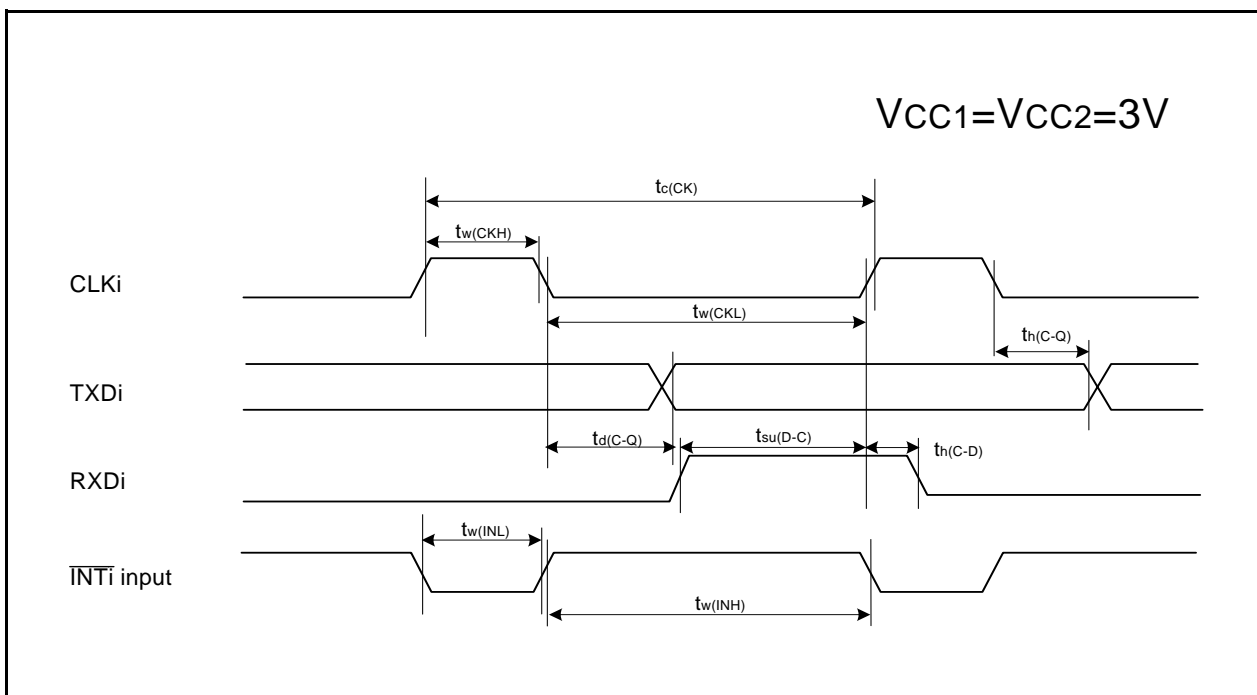 VCC1=VCC2=3V
tc(CK)
tw(CKH)
CLKi
tw(CKL)
th(C-Q)
TXDi
td(C-Q)
tsu(D-C)
th(C-D)
RXDi
tw(INL)
INTi input
tw(INH)